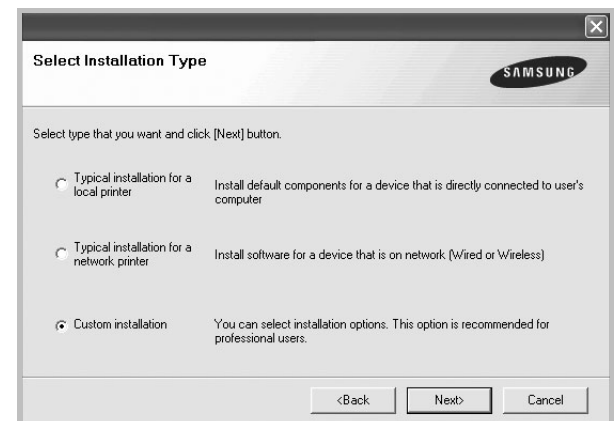 Select Installation Type
SAMSUNG
Select type that you want and click [Next] button.
Typical installation for a
local printer
Install default components for a device that is directly connected to user's
computer
Typical installation for a
network printer
Install software for a device that is on network (Wired or Wireless)
Custom installation
You can select installation options. This option is recommended for
professional users.
<Back
Next>
Cancel